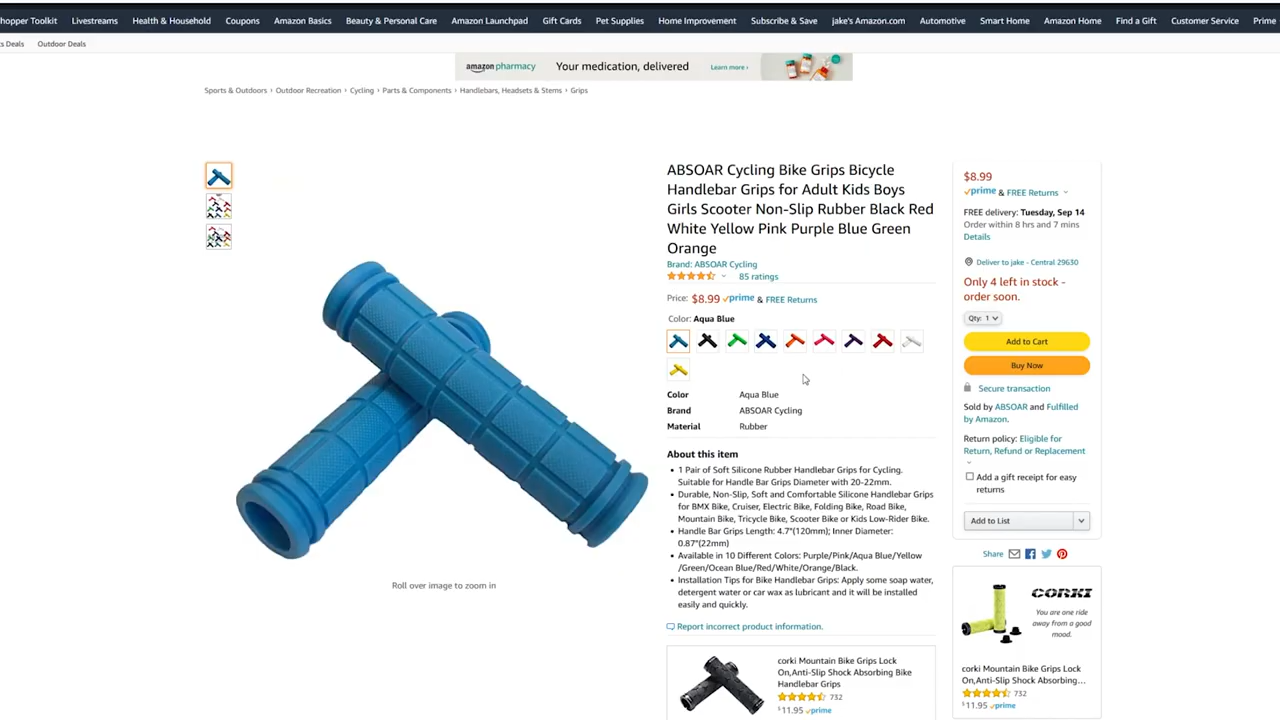 hopper Toolkit Livestreams Health & Household Coupons Amazon Basics Beauty & Personal Care Amazon Launchpad Gift Cards Pet Supplies Home Improvement Subscribe & Save jake's Amazon.com Automotive Smart Home Amazon Home Find a Gift Customer Service Prime
s Deals Outdoor Deals
amazon pharmacy Your medication, delivered Learn more ›
Sports & Outdoors › Outdoor Recreation › Cycling › Parts & Components › Handlebars, Headsets & Stems › Grips
ABSOAR Cycling Bike Grips Bicycle
Handlebar Grips for Adult Kids Boys
Girls Scooter Non-Slip Rubber Black Red
White Yellow Pink Purple Blue Green
Orange
Brand: ABSOAR Cycling
85 ratings
Price: $8.99 prime & FREE Returns
Color: Aqua Blue
Color Aqua Blue
Brand ABSOAR Cycling
Material Rubber
About this item
• 1 Pair of Soft Silicone Rubber Handlebar Grips for Cycling.
Suitable for Handle Bar Grips Diameter with 20-22mm.
• Durable, Non-Slip, Soft and Comfortable Silicone Handlebar Grips
for BMX Bike, Cruiser, Electric Bike, Folding Bike, Road Bike,
Mountain Bike, Tricycle Bike, Scooter Bike or Kids Low-Rider Bike.
• Handle Bar Grips Length: 4.7"(120mm); Inner Diameter:
0.87"(22mm)
• Available in 10 Different Colors: Purple/Pink/Aqua Blue/Yellow
/Green/Ocean Blue/Red/White/Orange/Black.
• Installation Tips for Bike Handlebar Grips: Apply some soap water,
detergent water or car wax as lubricant and it will be installed
easily and quickly.
Report incorrect product information.
corki Mountain Bike Grips Lock
On,Anti-Slip Shock Absorbing Bike
Handlebar Grips
732
$11.95 prime
Roll over image to zoom in
$8.99
prime & FREE Returns
FREE delivery: Tuesday, Sep 14
Order within 8 hrs and 7 mins
Details
Deliver to jake - Central 29630
Only 4 left in stock -
order soon.
Qty: 1
Add to Cart
Buy Now
Secure transaction
Sold by ABSOAR and Fulfilled
by Amazon.
Return policy: Eligible for
Return, Refund or Replacement
Add a gift receipt for easy
returns
Add to List
Share
CORKI
You are one ride
away from a good
mood.
corki Mountain Bike Grips Lock
On,Anti-Slip Shock Absorbing...
732
$11.95 prime